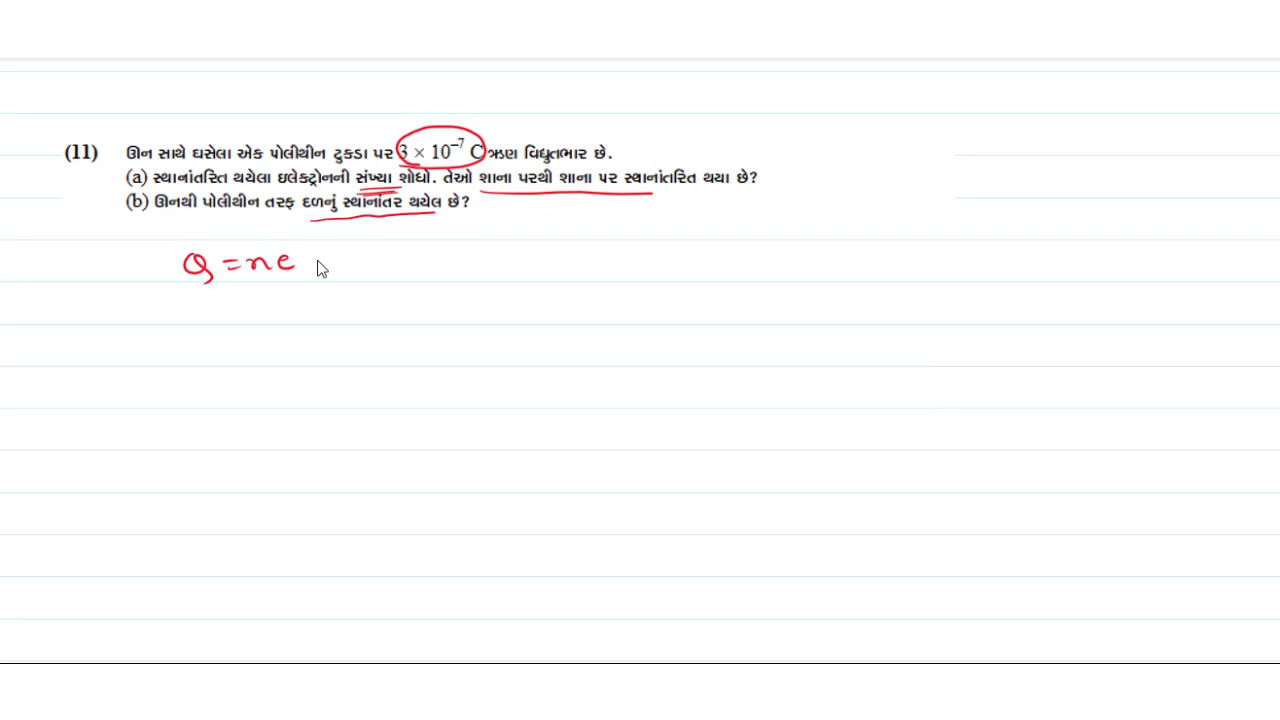 (11) ઊન સાથે ઘસેલા એક પોલીથીન ટુકડા પર 3 × 10⁻⁷ C ઋણ વિદ્યુતભાર છે.
(a) સ્થાનાંતરિત થયેલા ઇલેક્ટ્રોનની સંખ્યા શોધો. તેઓ શાના પરથી શાના પર સ્થાનાંતરિત થયા છે?
(b) ઊનથી પોલીથીન તરફ દળનું સ્થાનાંતર થયેલ છે?
Q = ne